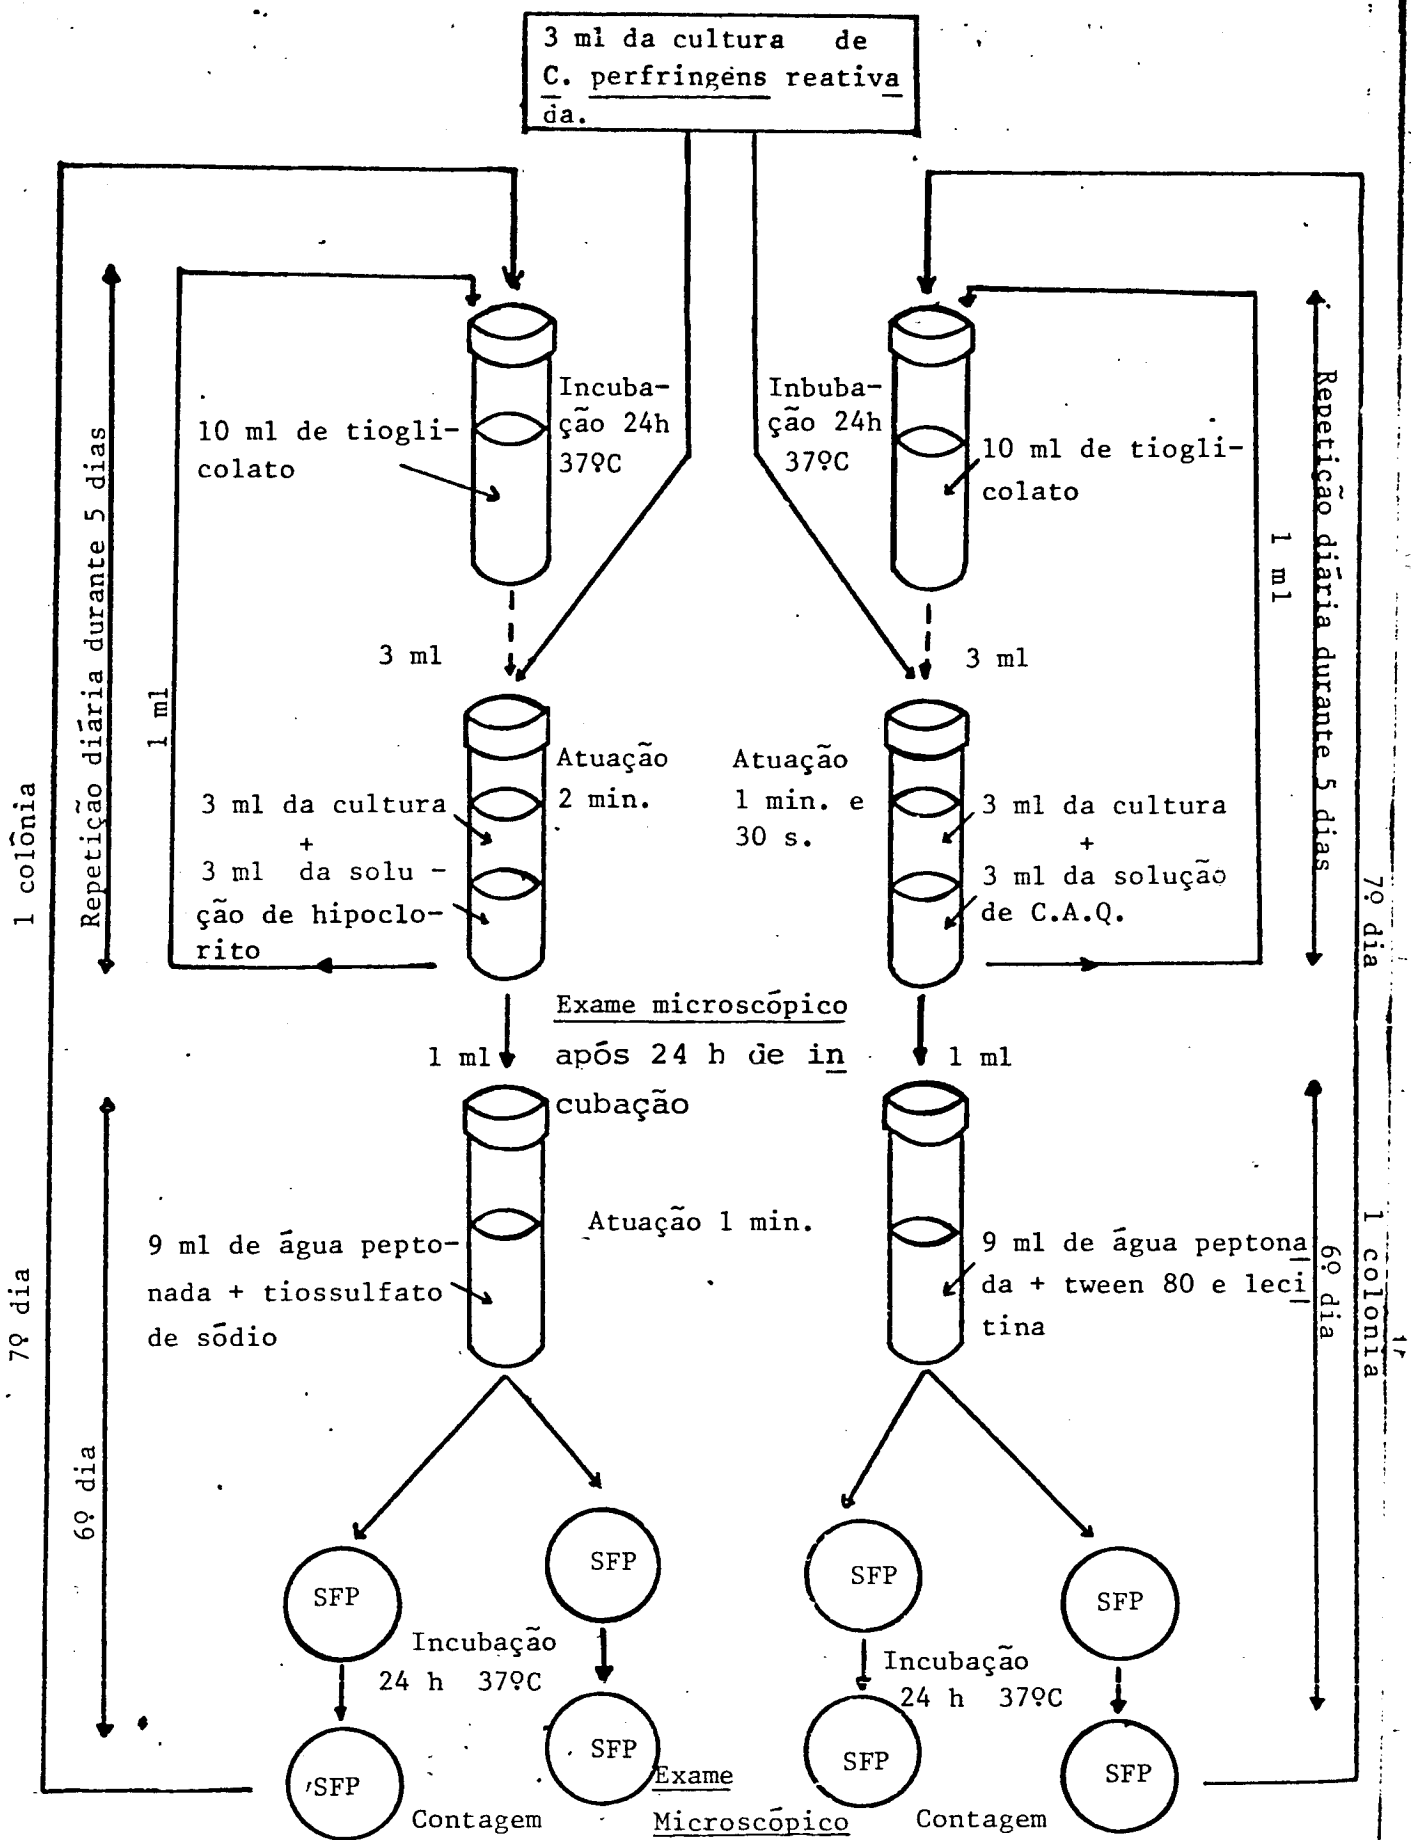 3 ml da cultura de
C. perfringens reativa
da.
Incuba-
ção 24h
37ºC
Inbuba-
ção 24h
37ºC
10 ml de tiogli-
colato
10 ml de tiogli-
colato
Repetição diária durante 5 dias
1 ml
1 colônia
7º dia
Repetição diária durante 5 dias
1 ml
7º dia
1 colonia
3 ml
3 ml
Atuação
2 min.
Atuação
1 min. e
30 s.
3 ml da cultura
+
3 ml da solu -
ção de hipoclo-
rito
3 ml da cultura
+
3 ml da solução
de C.A.Q.
Exame microscópico
após 24 h de in
cubação
1 ml
1 ml
Atuação 1 min.
9 ml de água pepto-
nada + tiossulfato
de sódio
9 ml de água peptona
da + tween 80 e leci
tina
6º dia
6º dia
SFP
SFP
SFP
SFP
Incubação
24 h 37ºC
Incubação
24 h 37ºC
SFP
SFP
SFP
SFP
Contagem
Exame
Microscópico
Contagem